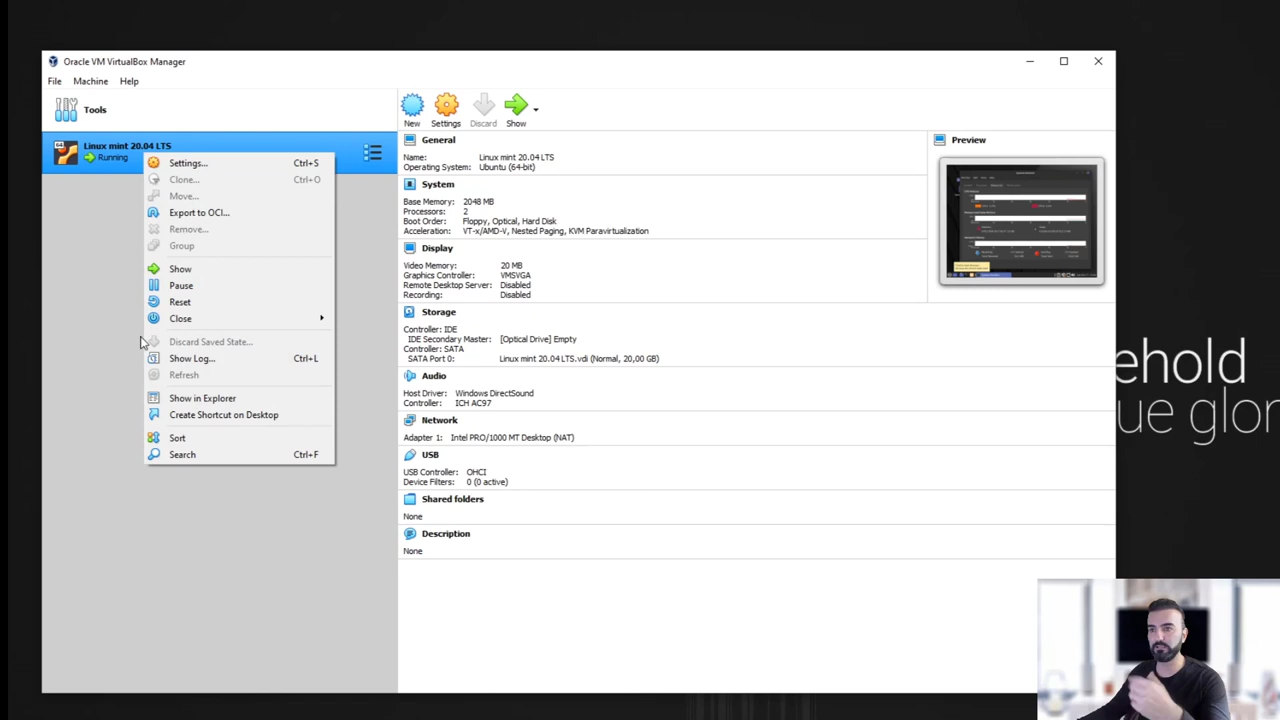 Oracle VM VirtualBox Manager
File Machine Help
Tools
New Settings Discard Show
Linux mint 20.04 LTS
Running
Settings... Ctrl+S
Clone... Ctrl+O
Move...
Export to OCI...
Remove...
Group
Show
Pause
Reset
Close
Discard Saved State...
Show Log... Ctrl+L
Refresh
Show in Explorer
Create Shortcut on Desktop
Sort
Search Ctrl+F
General
Name: Linux mint 20.04 LTS
Operating System: Ubuntu (64-bit)
System
Base Memory: 2048 MB
Processors: 2
Boot Order: Floppy, Optical, Hard Disk
Acceleration: VT-x/AMD-V, Nested Paging, KVM Paravirtualization
Display
Video Memory: 20 MB
Graphics Controller: VMSVGA
Remote Desktop Server: Disabled
Recording: Disabled
Storage
Controller: IDE
IDE Secondary Master: [Optical Drive] Empty
Controller: SATA
SATA Port 0: Linux mint 20.04 LTS.vdi (Normal, 20,00 GB)
Audio
Host Driver: Windows DirectSound
Controller: ICH AC97
Network
Adapter 1: Intel PRO/1000 MT Desktop (NAT)
USB
USB Controller: OHCI
Device Filters: 0 (0 active)
Shared folders
None
Description
None
Preview
ehold
ue glor